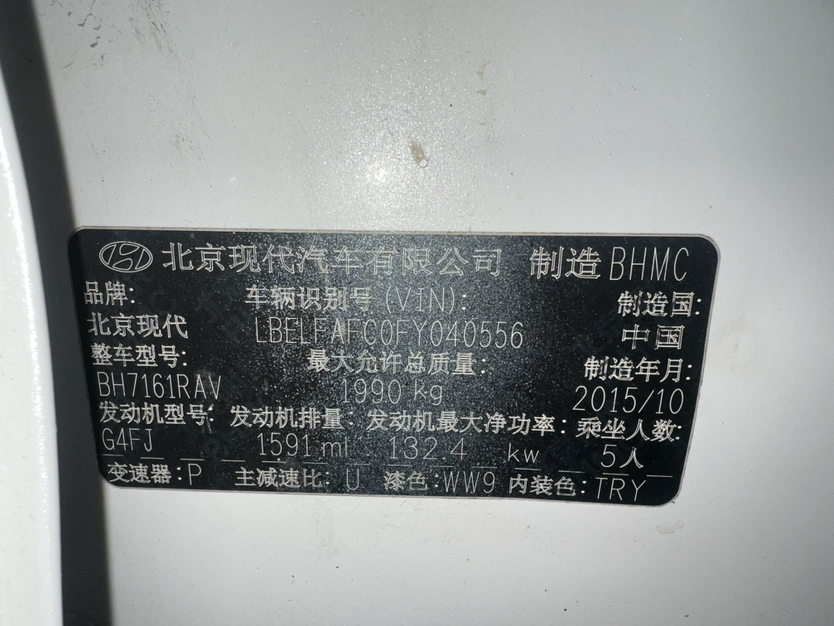 北京现代汽车有限公司 制造 BHMC
品牌: 车辆识别号 (VIN): 制造国:
北京现代 LBELFAFC0FY040556 中国
整车型号: 最大允许总质量: 制造年月:
BH7161RAV 1990 kg 2015/10
发动机型号: 发动机排量: 发动机最大净功率: 乘坐人数:
G4FJ 1591 ml 132.4 kw 5人
变速器: P 主减速比: U 漆色: WW9 内装色: TRY